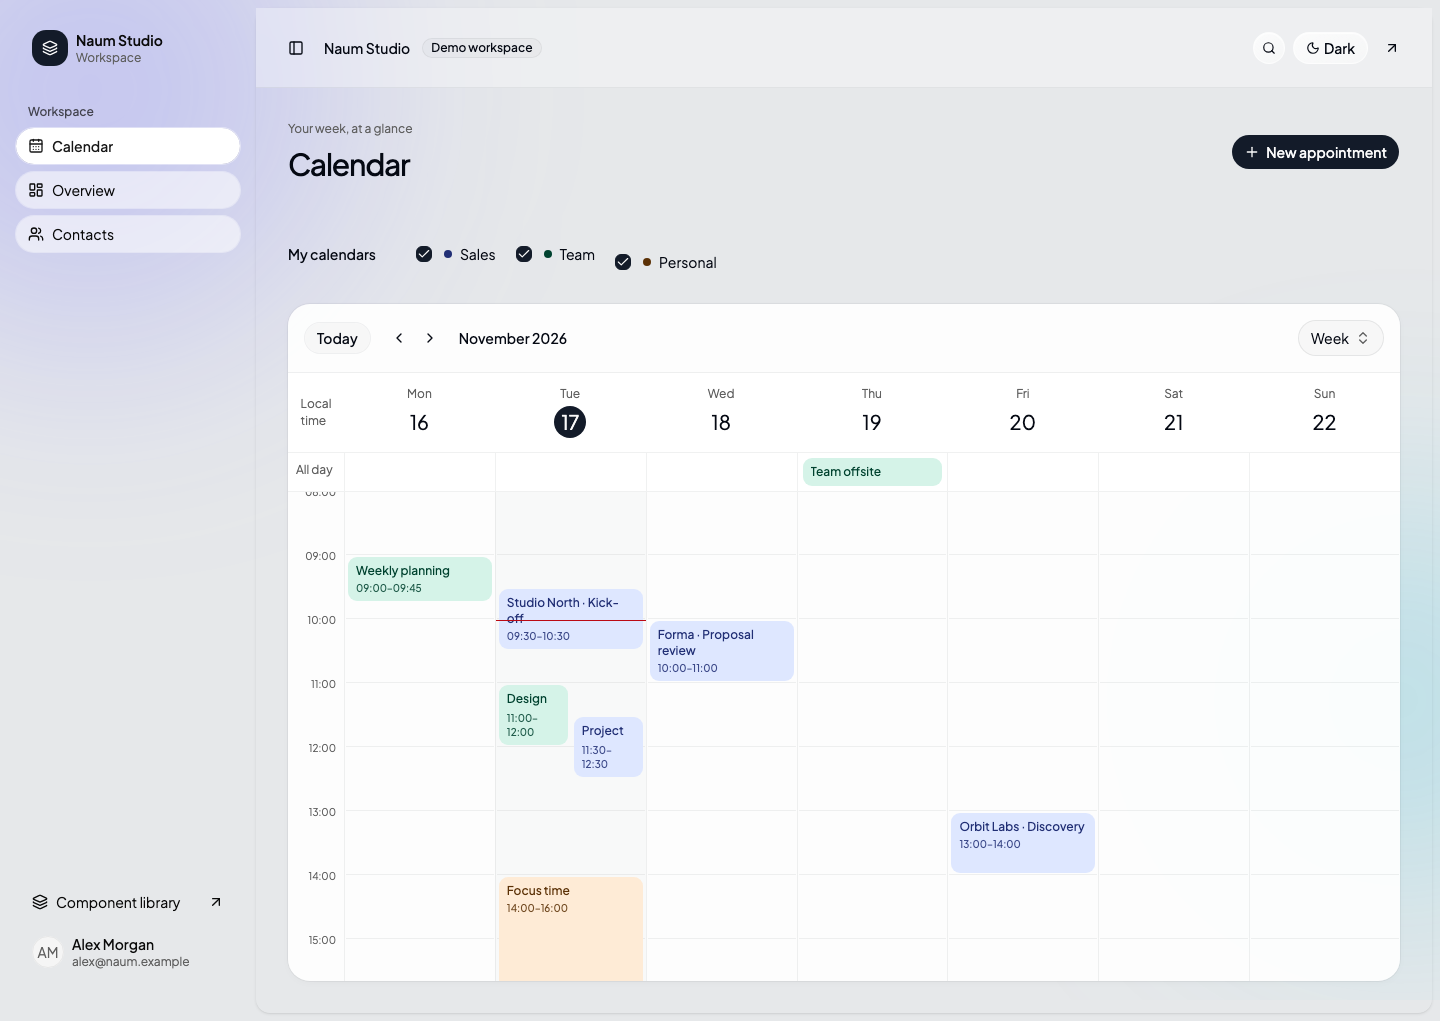 Naum Studio
Workspace
Workspace
Calendar
Overview
Contacts
Component library
AM
Alex Morgan
alex@naum.example
Naum Studio
Demo workspace
Dark
Your week, at a glance
Calendar
New appointment
My calendars
Sales
Team
Personal
Today
November 2026
Week
Local
time
Mon
16
Tue
17
Wed
18
Thu
19
Fri
20
Sat
21
Sun
22
All day
Team offsite
08:00
09:00
10:00
11:00
12:00
13:00
14:00
15:00
Weekly planning
09:00–09:45
Studio North · Kick-
off
09:30–10:30
Design
11:00–
12:00
Project
11:30–
12:30
Focus time
14:00–16:00
Forma · Proposal
review
10:00–11:00
Orbit Labs · Discovery
13:00–14:00